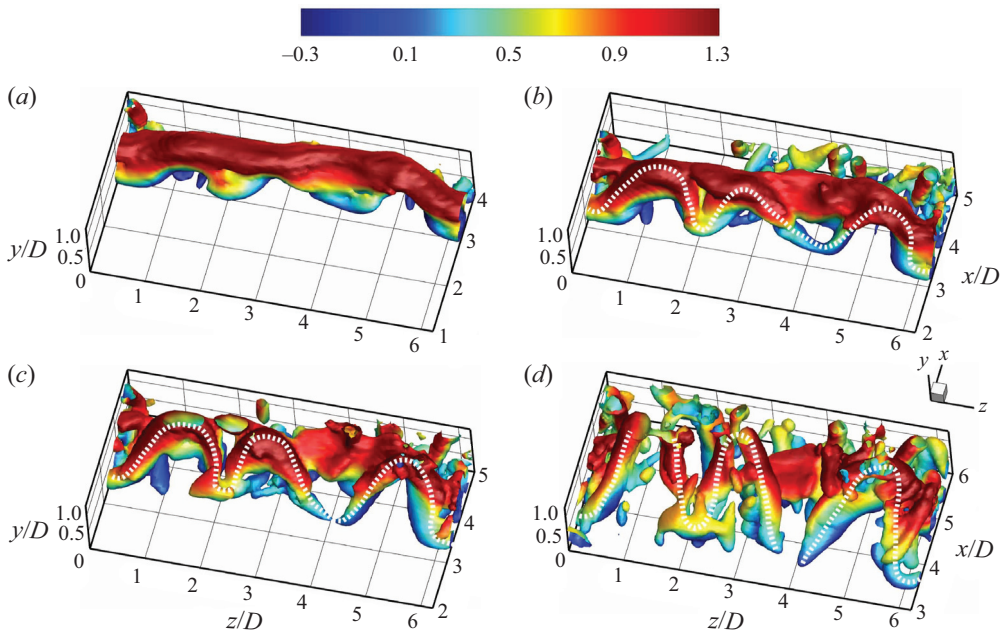 –0.3 0.1 0.5 0.9 1.3
(a) (b)
4 5
1.0 3 1.0 4
y/D 0.5 0.5 x/D
0 2 0 3
1 2 3 4 5 6 1 1 2 3 4 5 6 2
y x z
(c) (d)
5 6
1.0 4 1.0 5
y/D 0.5 0.5 x/D
0 3 0 4
1 2 3 4 5 6 2 1 2 3 4 5 6 3
z/D z/D